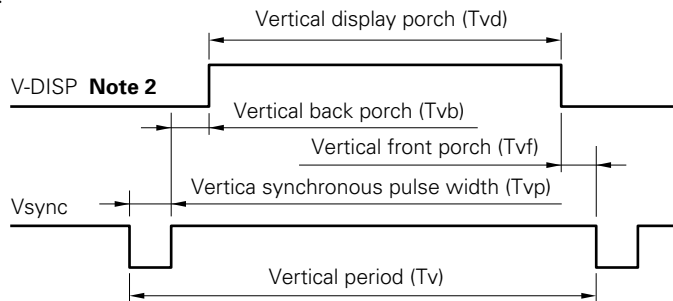 Vertical display porch (Tvd)
V-DISP Note 2
Vertical back porch (Tvb)
Vertical front porch (Tvf)
Vertica synchronous pulse width (Tvp)
Vsync
Vertical period (Tv)